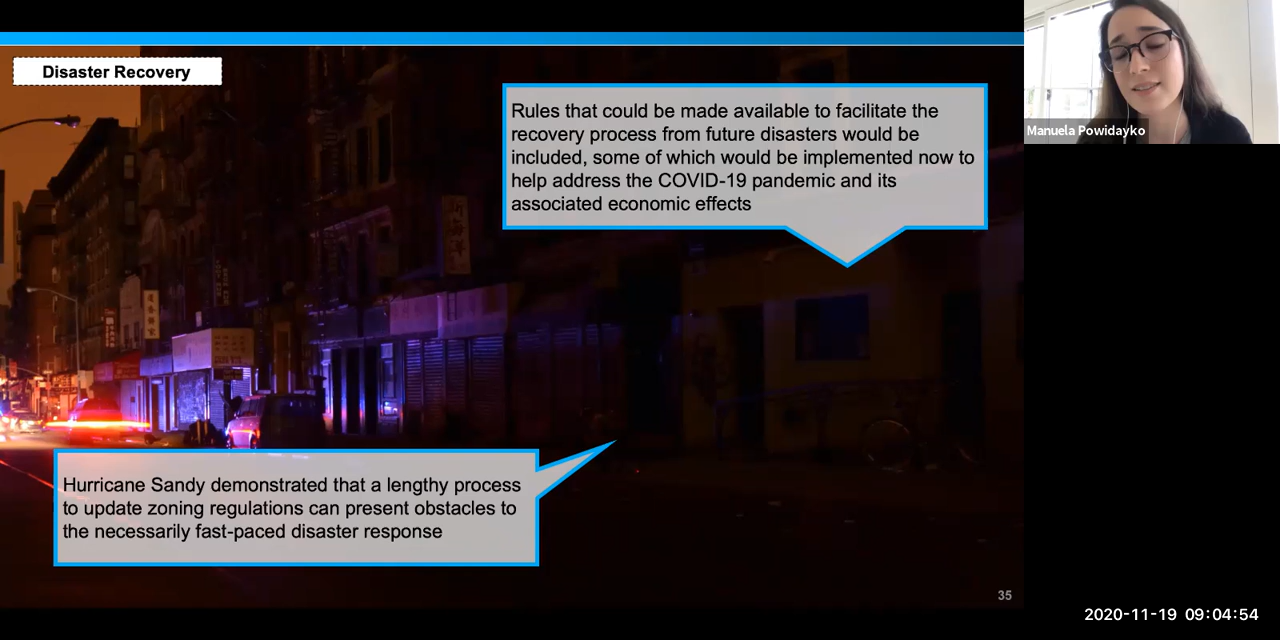 Disaster Recovery
Rules that could be made available to facilitate the
recovery process from future disasters would be
included, some of which would be implemented now to
help address the COVID-19 pandemic and its
associated economic effects
Manuela Powidayko
Hurricane Sandy demonstrated that a lengthy process
to update zoning regulations can present obstacles to
the necessarily fast-paced disaster response
35
2020-11-19 09:04:54